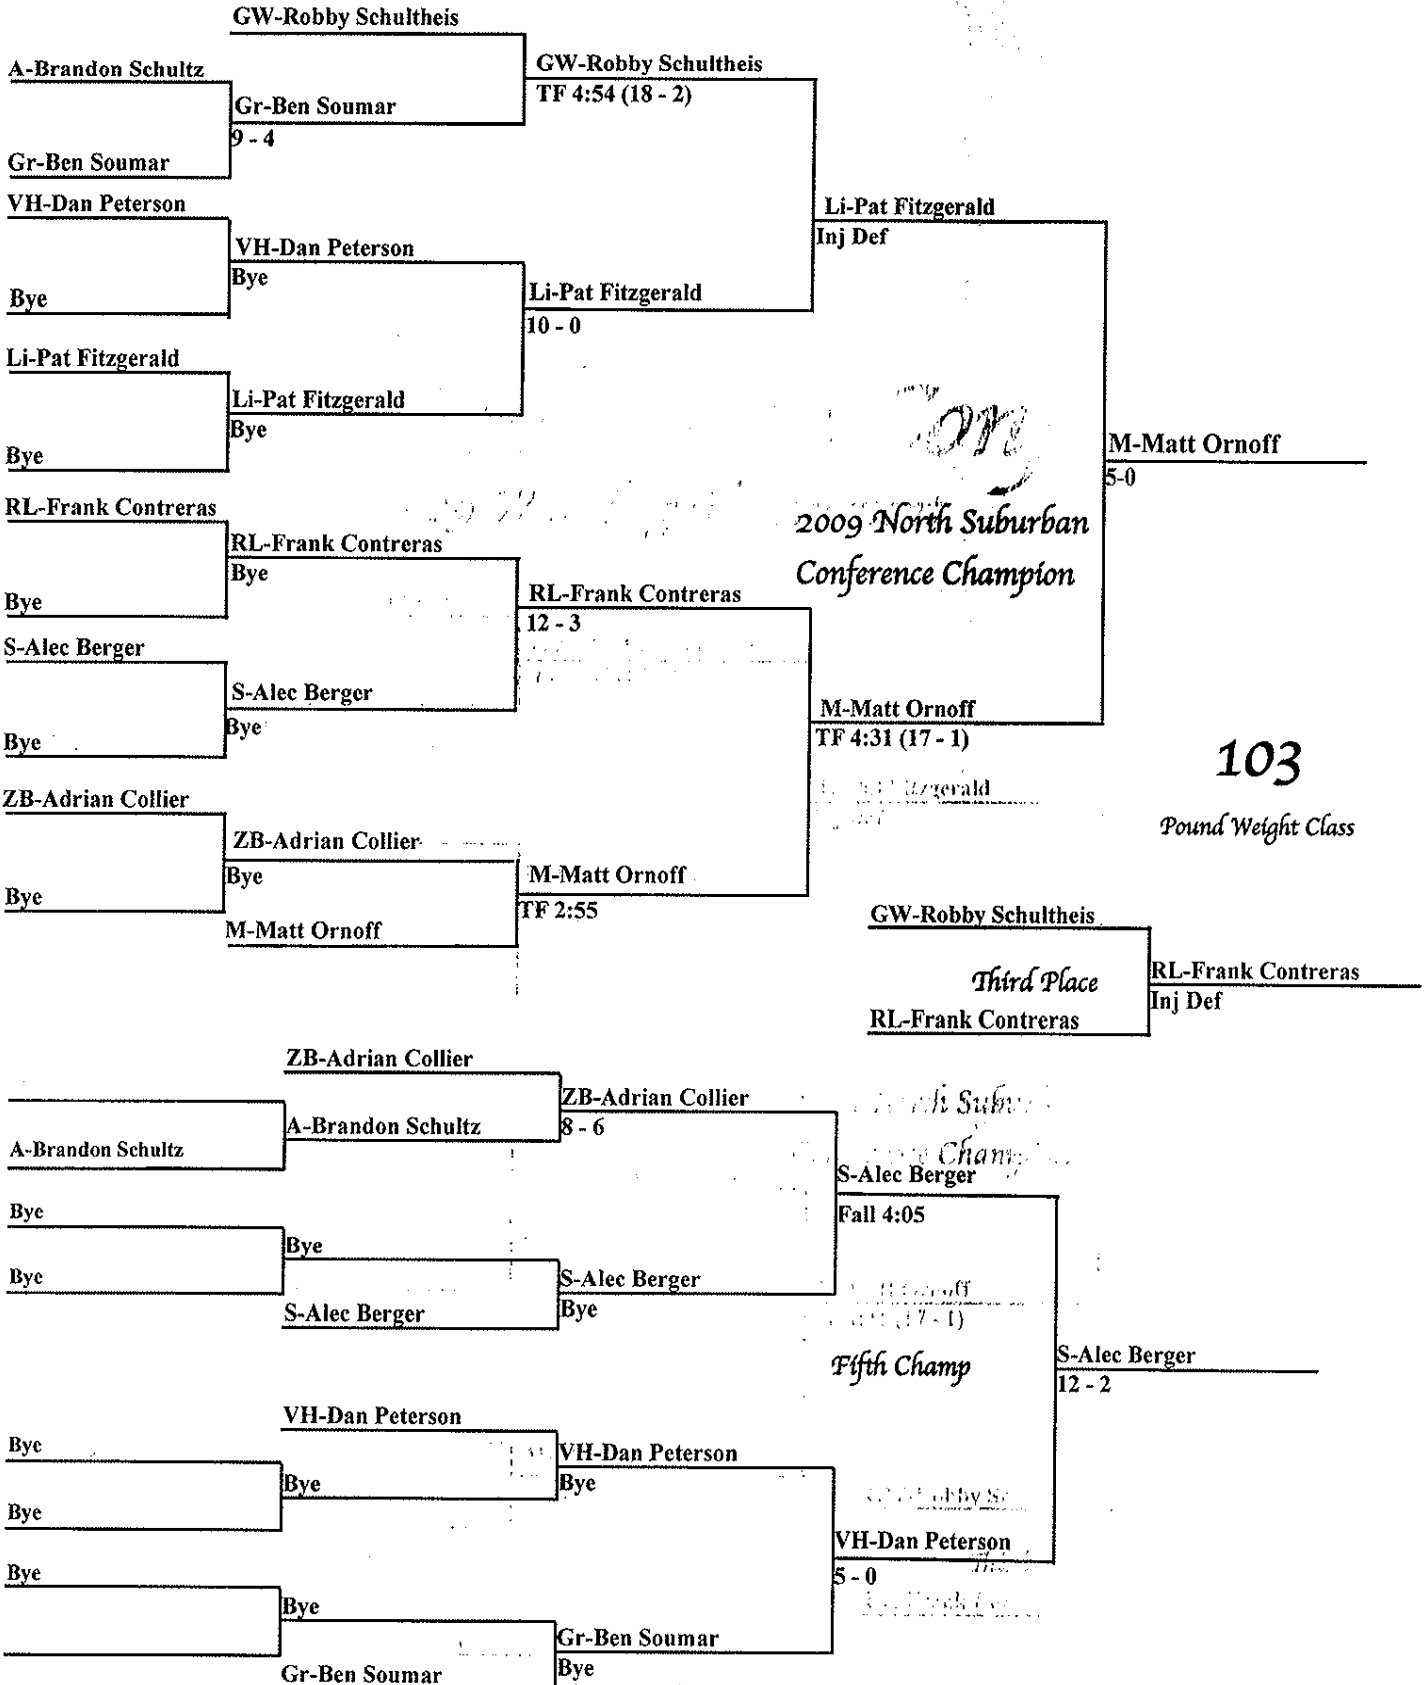 GW-Robby Schultheis
A-Brandon Schultz
GW-Robby Schultheis
TF 4:54 (18 - 2)
Gr-Ben Soumar
9 - 4
Gr-Ben Soumar
VH-Dan Peterson
Li-Pat Fitzgerald
Inj Def
VH-Dan Peterson
Bye
Bye
Li-Pat Fitzgerald
10 - 0
Li-Pat Fitzgerald
Li-Pat Fitzgerald
Bye
Bye
M-Matt Ornoff
5-0
RL-Frank Contreras
2009 North Suburban
Conference Champion
RL-Frank Contreras
Bye
Bye
RL-Frank Contreras
12 - 3
S-Alec Berger
S-Alec Berger
Bye
Bye
M-Matt Ornoff
TF 4:31 (17 - 1)
103
Pound Weight Class
ZB-Adrian Collier
ZB-Adrian Collier
Bye
Bye
M-Matt Ornoff
TF 2:55
M-Matt Ornoff
GW-Robby Schultheis
Third Place
RL-Frank Contreras
Inj Def
RL-Frank Contreras
ZB-Adrian Collier
ZB-Adrian Collier
8 - 6
A-Brandon Schultz
A-Brandon Schultz
S-Alec Berger
Fall 4:05
Bye
Bye
Bye
S-Alec Berger
Bye
S-Alec Berger
Fifth Champ
S-Alec Berger
12 - 2
VH-Dan Peterson
Bye
VH-Dan Peterson
Bye
Bye
Bye
VH-Dan Peterson
5 - 0
Bye
Bye
Gr-Ben Soumar
Bye
Gr-Ben Soumar